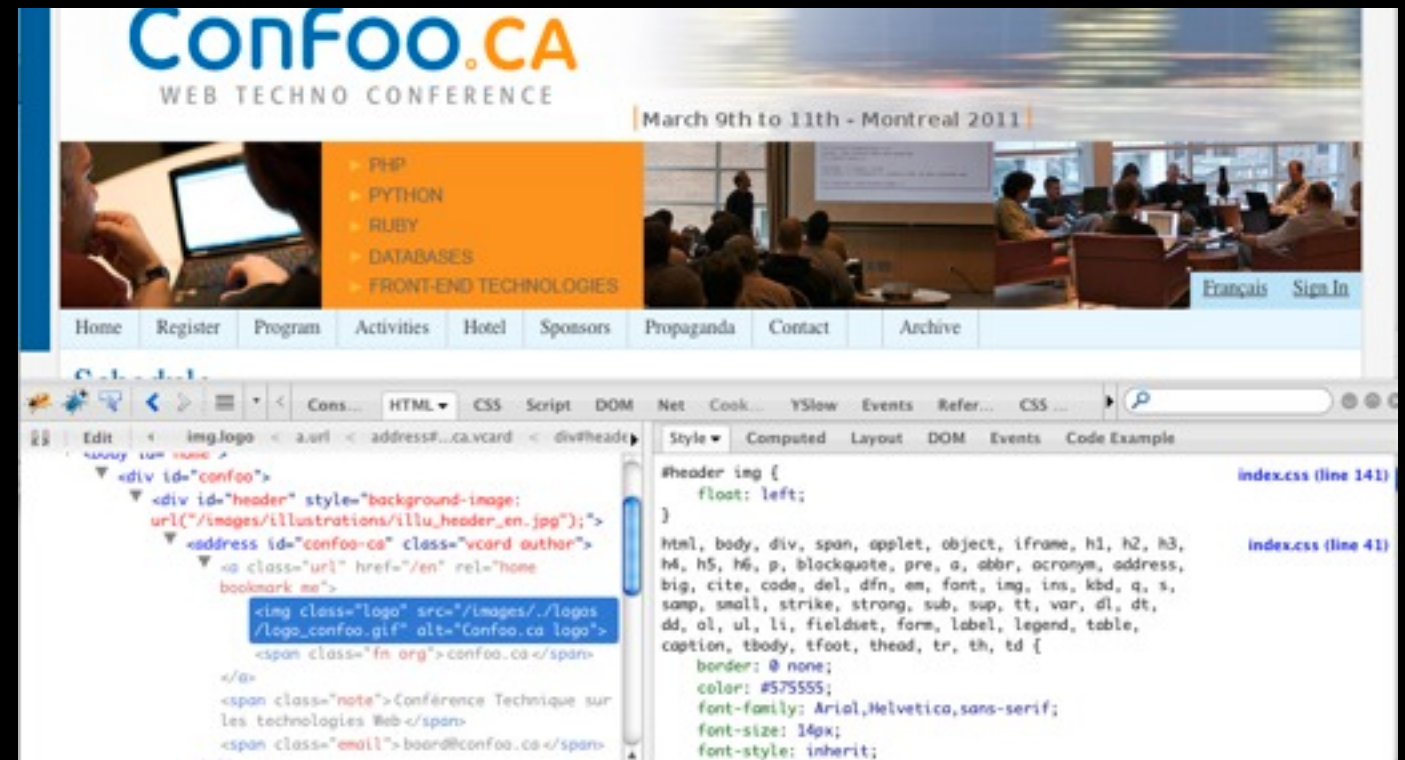 ConFoo.CA
WEB TECHNO CONFERENCE
March 9th to 11th - Montreal 2011
PHP
PYTHON
RUBY
DATABASES
FRONT-END TECHNOLOGIES
Français Sign In
Home Register Program Activities Hotel Sponsors Propaganda Contact Archive
Schedule
Cons... HTML CSS Script DOM Net Cook... YSlow Events Refer... CSS ...
Edit img.logo < a.url < address#...ca.vcard < div#heade
Style Computed Layout DOM Events Code Example
<body id="home">
<div id="confoo">
<div id="header" style="background-image:
url("/images/illustrations/illu_header_en.jpg");">
<address id="confoo-ca" class="vcard author">
<a class="url" href="/en" rel="home
bookmark me">
<img class="logo" src="/images/./logos
/logo_confoo.gif" alt="Confoo.ca logo">
<span class="fn org">confoo.ca</span>
</a>
<span class="note">Conférence Technique sur
les technologies Web</span>
<span class="email">board@confoo.ca</span>
#header img {
index.css (line 141)
float: left;
}
html, body, div, span, applet, object, iframe, h1, h2, h3,
index.css (line 41)
h4, h5, h6, p, blockquote, pre, a, abbr, acronym, address,
big, cite, code, del, dfn, em, font, img, ins, kbd, q, s,
samp, small, strike, strong, sub, sup, tt, var, dl, dt,
dd, ol, ul, li, fieldset, form, label, legend, table,
caption, tbody, tfoot, thead, tr, th, td {
border: 0 none;
color: #575555;
font-family: Arial,Helvetica,sans-serif;
font-size: 14px;
font-style: inherit;